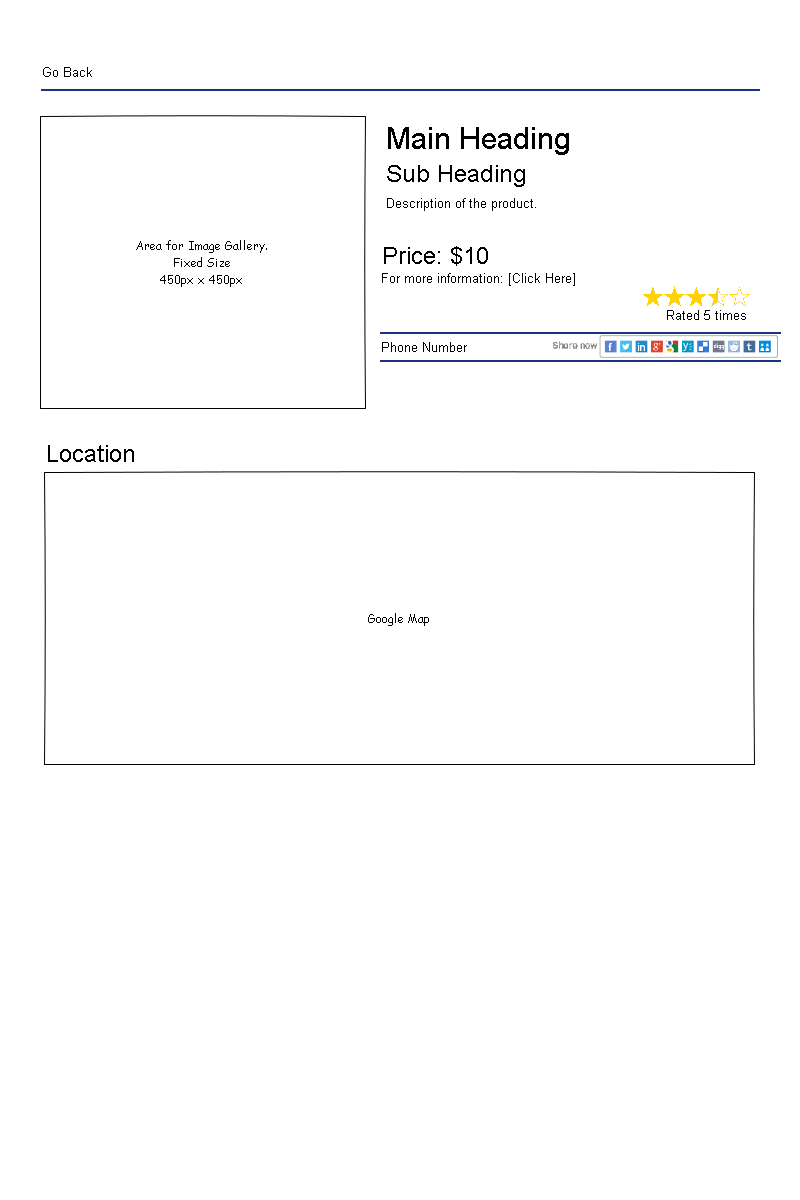 Go Back
Main Heading
Sub Heading
Description of the product.
Area for Image Gallery.
Fixed Size
450px x 450px
Price: $10
For more information: [Click Here]
Rated 5 times
Phone Number
Share now
digg
Location
Google Map